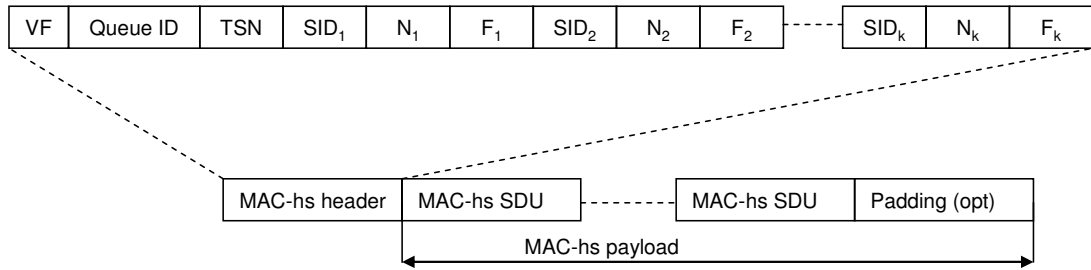 VF Queue ID TSN SID₁ N₁ F₁ SID₂ N₂ F₂ SIDₖ Nₖ Fₖ
MAC-hs header MAC-hs SDU MAC-hs SDU Padding (opt)
MAC-hs payload